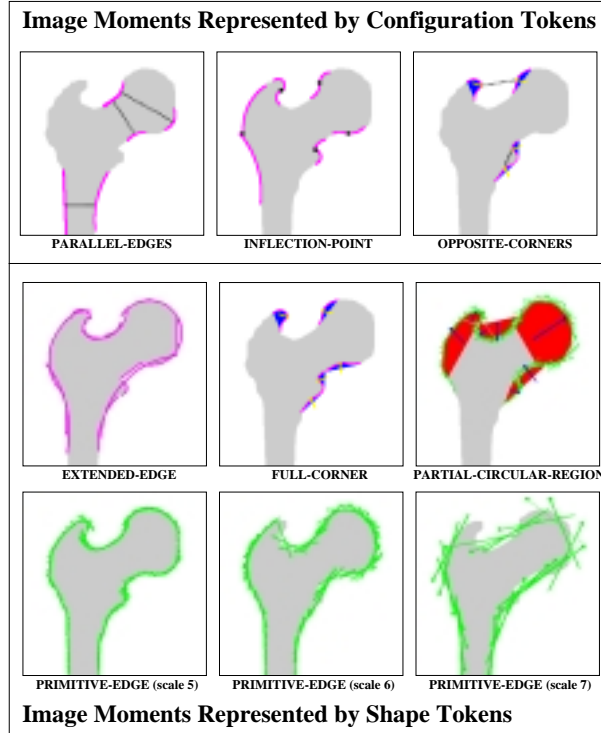 Image Moments Represented by Configuration Tokens
PARALLEL-EDGES
INFLECTION-POINT
OPPOSITE-CORNERS
EXTENDED-EDGE
FULL-CORNER
PARTIAL-CIRCULAR-REGION
PRIMITIVE-EDGE (scale 5)
PRIMITIVE-EDGE (scale 6)
PRIMITIVE-EDGE (scale 7)
Image Moments Represented by Shape Tokens